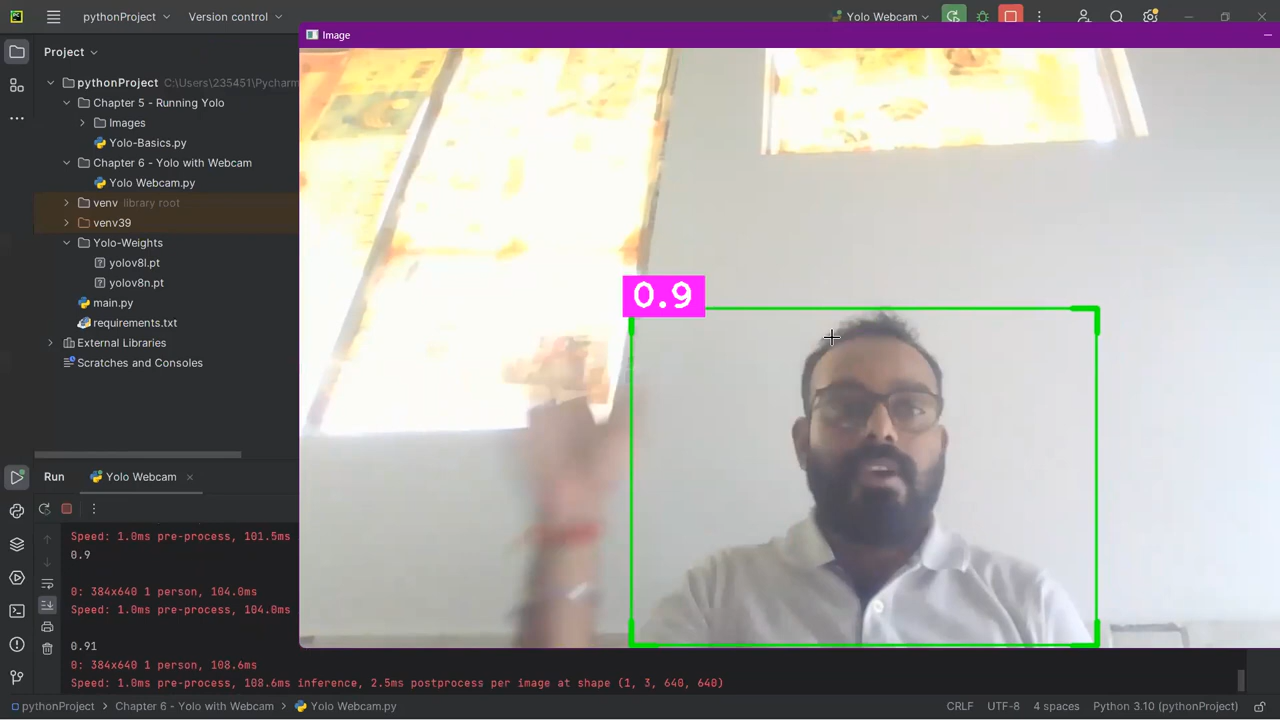 pythonProject
Version control
Yolo Webcam
Image
Project
pythonProject C:\Users\235451\Pycharm
Chapter 5 - Running Yolo
Images
Yolo-Basics.py
Chapter 6 - Yolo with Webcam
Yolo Webcam.py
venv library root
venv39
Yolo-Weights
yolov8l.pt
yolov8n.pt
main.py
requirements.txt
External Libraries
Scratches and Consoles
0.9
Run
Yolo Webcam
Speed: 1.0ms pre-process, 101.5ms
0.9
0: 384x640 1 person, 104.0ms
Speed: 1.0ms pre-process, 104.0ms
0.91
0: 384x640 1 person, 108.6ms
Speed: 1.0ms pre-process, 108.6ms inference, 2.5ms postprocess per image at shape (1, 3, 640, 640)
pythonProject
Chapter 6 - Yolo with Webcam
Yolo Webcam.py
CRLF
UTF-8
4 spaces
Python 3.10 (pythonProject)